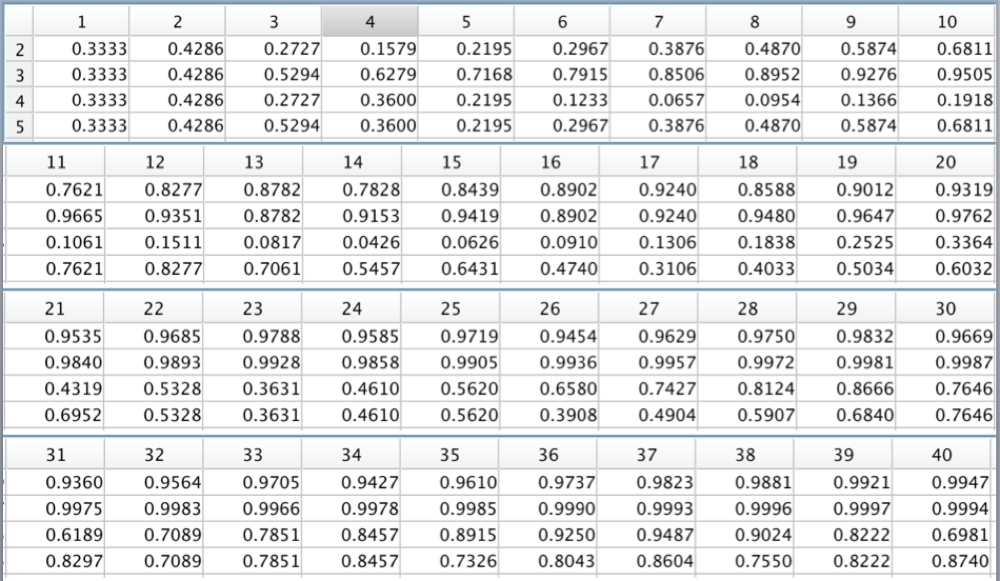 1 2 3 4 5 6 7 8 9 10
2 0.3333 0.4286 0.2727 0.1579 0.2195 0.2967 0.3876 0.4870 0.5874 0.6811
3 0.3333 0.4286 0.5294 0.6279 0.7168 0.7915 0.8506 0.8952 0.9276 0.9505
4 0.3333 0.4286 0.2727 0.3600 0.2195 0.1233 0.0657 0.0954 0.1366 0.1918
5 0.3333 0.4286 0.5294 0.3600 0.2195 0.2967 0.3876 0.4870 0.5874 0.6811
11 12 13 14 15 16 17 18 19 20
0.7621 0.8277 0.8782 0.7828 0.8439 0.8902 0.9240 0.8588 0.9012 0.9319
0.9665 0.9351 0.8782 0.9153 0.9419 0.8902 0.9240 0.9480 0.9647 0.9762
0.1061 0.1511 0.0817 0.0426 0.0626 0.0910 0.1306 0.1838 0.2525 0.3364
0.7621 0.8277 0.7061 0.5457 0.6431 0.4740 0.3106 0.4033 0.5034 0.6032
21 22 23 24 25 26 27 28 29 30
0.9535 0.9685 0.9788 0.9585 0.9719 0.9454 0.9629 0.9750 0.9832 0.9669
0.9840 0.9893 0.9928 0.9858 0.9905 0.9936 0.9957 0.9972 0.9981 0.9987
0.4319 0.5328 0.3631 0.4610 0.5620 0.6580 0.7427 0.8124 0.8666 0.7646
0.6952 0.5328 0.3631 0.4610 0.5620 0.3908 0.4904 0.5907 0.6840 0.7646
31 32 33 34 35 36 37 38 39 40
0.9360 0.9564 0.9705 0.9427 0.9610 0.9737 0.9823 0.9881 0.9921 0.9947
0.9975 0.9983 0.9966 0.9978 0.9985 0.9990 0.9993 0.9996 0.9997 0.9994
0.6189 0.7089 0.7851 0.8457 0.8915 0.9250 0.9487 0.9024 0.8222 0.6981
0.8297 0.7089 0.7851 0.8457 0.7326 0.8043 0.8604 0.7550 0.8222 0.8740